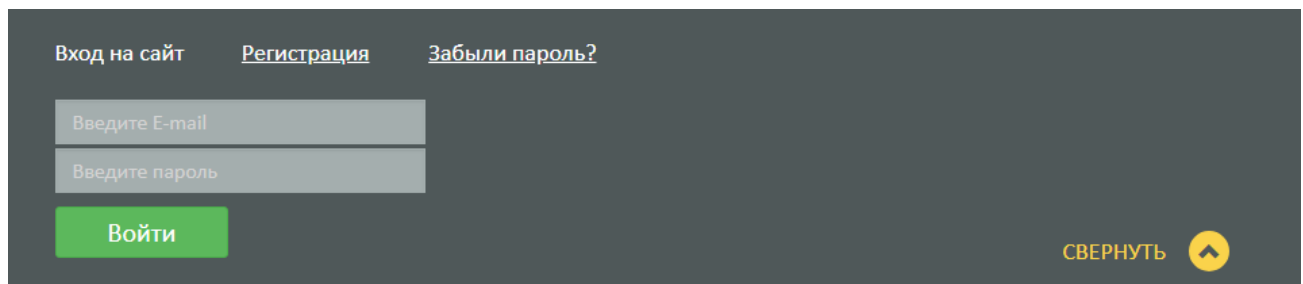 Вход на сайт Регистрация Забыли пароль?
Введите E-mail
Введите пароль
Войти
СВЕРНУТЬ